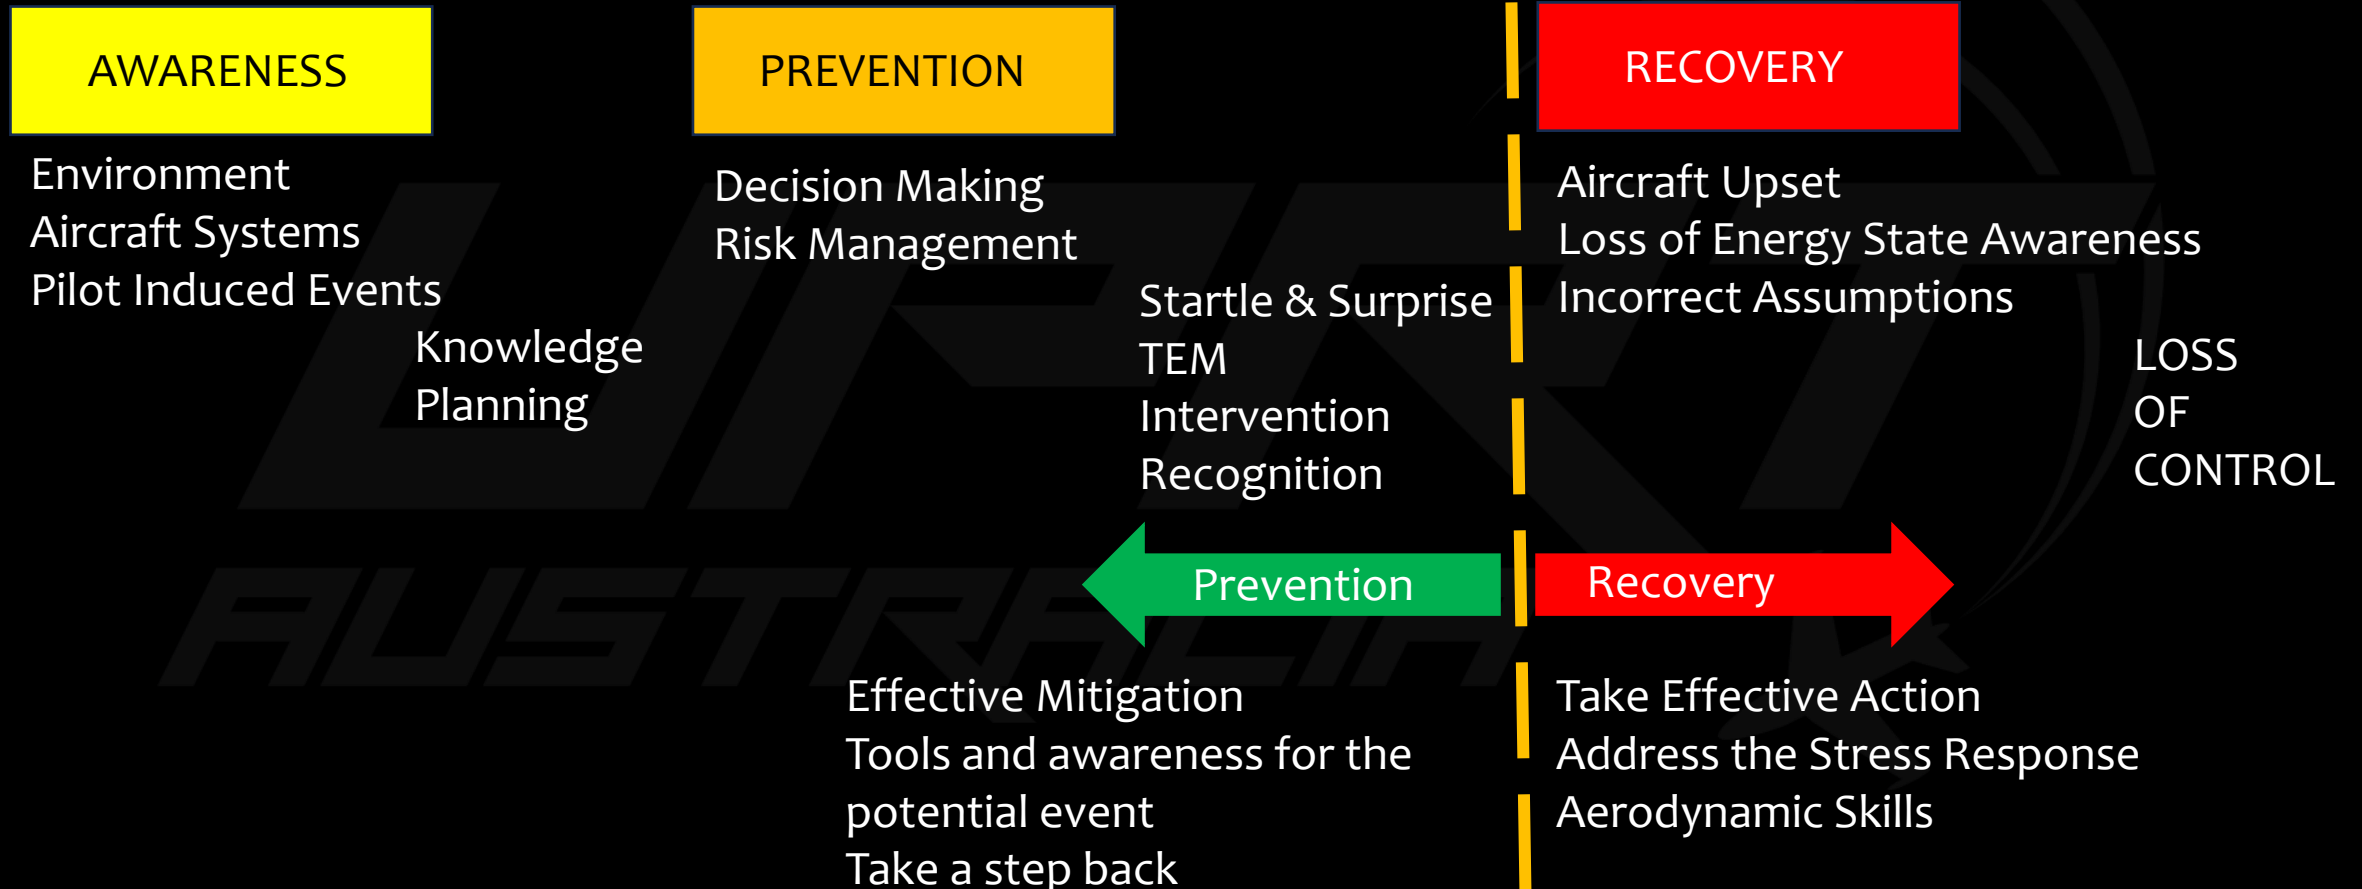 AWARENESS
Environment
Aircraft Systems
Pilot Induced Events
Knowledge
Planning
PREVENTION
Decision Making
Risk Management
Startle & Surprise
TEM
Intervention
Recognition
RECOVERY
Aircraft Upset
Loss of Energy State Awareness
Incorrect Assumptions
LOSS
OF
CONTROL
Prevention
Recovery
Effective Mitigation
Tools and awareness for the
potential event
Take a step back
Take Effective Action
Address the Stress Response
Aerodynamic Skills
UPRT
AUSTRALIA